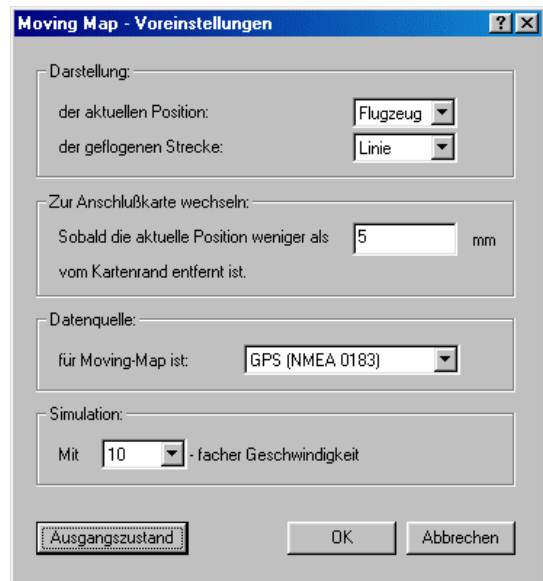 Moving Map - Voreinstellungen
Darstellung:
der aktuellen Position: Flugzeug
der geflogenen Strecke: Linie
Zur Anschlußkarte wechseln:
Sobald die aktuelle Position weniger als 5 mm
vom Kartenrand entfernt ist.
Datenquelle:
für Moving-Map ist: GPS (NMEA 0183)
Simulation:
Mit 10 - facher Geschwindigkeit
Ausgangszustand OK Abbrechen